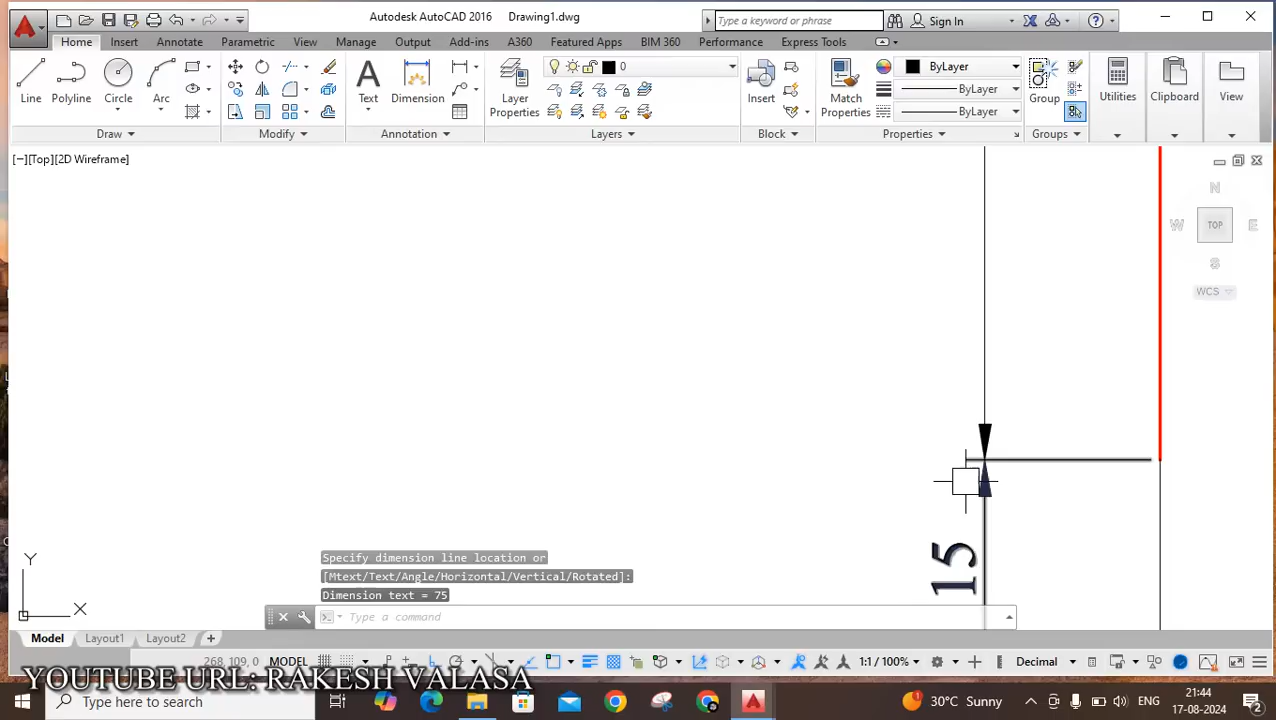 Autodesk AutoCAD 2016 Drawing1.dwg
Type a keyword or phrase
Sign In
Home Insert Annotate Parametric View Manage Output Add-ins A360 Featured Apps BIM 360 Performance Express Tools
0
ByLayer
ByLayer
ByLayer
Line Polyline Circle Arc Text Dimension Layer Properties Insert Match Properties Group Utilities Clipboard View
Draw Modify Annotation Layers Block Properties Groups
[−][Top][2D Wireframe]
N
W TOP E
S
WCS
15
Y
X
Specify dimension line location or
[Mtext/Text/Angle/Horizontal/Vertical/Rotated]:
Dimension text = 75
Type a command
Model Layout1 Layout2 +
268, 109, 0 MODEL 1:1 / 100% Decimal
YOUTUBE URL: RAKESH VALASA
Type here to search
30°C Sunny
ENG
21:44
17-08-2024
2